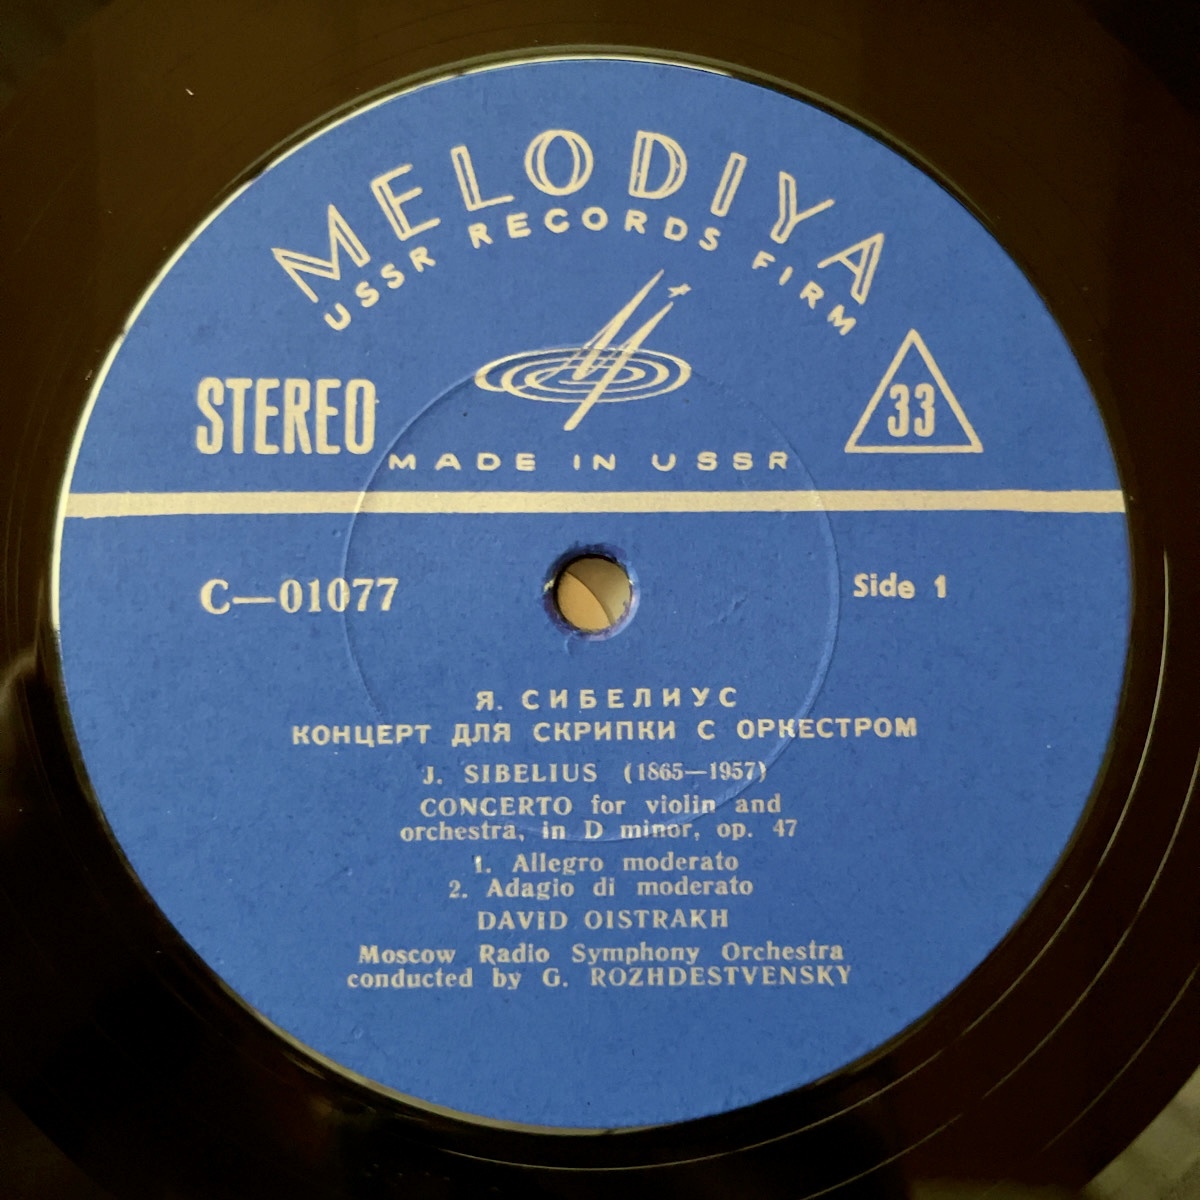 MELODIYA
USSR RECORDS FIRM
STEREO
33
MADE IN USSR
C—01077
Side 1
Я. СИБЕЛИУС
КОНЦЕРТ ДЛЯ СКРИПКИ С ОРКЕСТРОМ
J. SIBELIUS (1865—1957)
CONCERTO for violin and
orchestra, in D minor, op. 47
1. Allegro moderato
2. Adagio di moderato
DAVID OISTRAKH
Moscow Radio Symphony Orchestra
conducted by G. ROZHDESTVENSKY